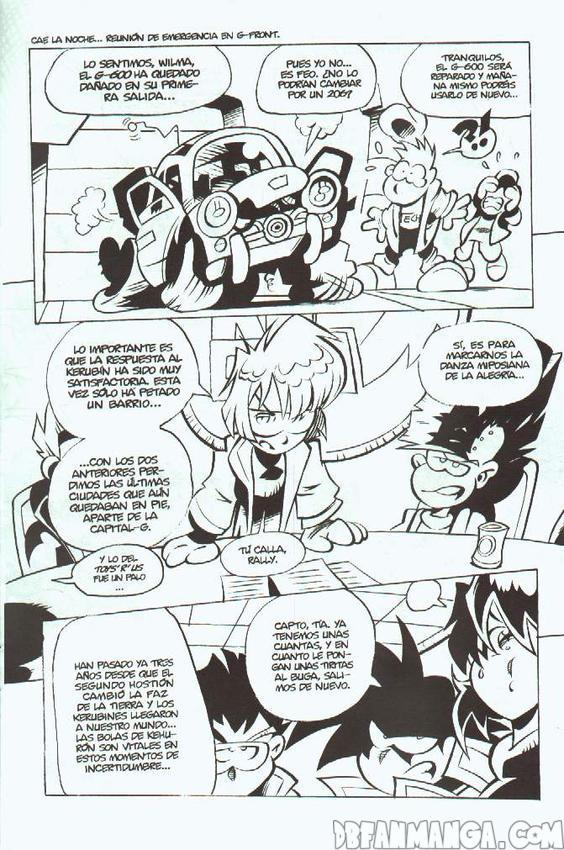 CAE LA NOCHE... REUNIÓN DE EMERGENCIA EN G-FRONT.
LO SENTIMOS, WILMA,
EL G-600 HA QUEDADO
DAÑADO EN SU PRIME-
RA SALIDA...
PUES YO NO...
ES FEO. ¿NO LO
PODRÍAN CAMBIAR
POR UN 206?
TRANQUILOS,
EL G-600 SERÁ
REPARADO Y MAÑA-
NA MISMO PODRÉIS
USARLO DE NUEVO...
TECH
LO IMPORTANTE ES
QUE LA RESPUESTA AL
KERUBÍN HA SIDO MUY
SATISFACTORIA. ESTA
VEZ SÓLO HA PETADO
UN BARRIO...
SÍ, ES PARA
MARCARNOS LA
DANZA MIPOSIANA
DE LA ALEGRÍA...
...CON LOS DOS
ANTERIORES PER-
DIMOS LAS ÚLTIMAS
CIUDADES QUE AÚN
QUEDABAN EN PIE,
APARTE DE LA
CAPITAL-G.
Y LO DEL
TOYS'R'US
FUE UN PALO
...
TÚ CALLA,
RALLY.
HAN PASADO YA TRES
AÑOS DESDE QUE EL
SEGUNDO HOSTIÓN
CAMBIÓ LA FAZ
DE LA TIERRA Y LOS
KERUBINES LLEGARON
A NUESTRO MUNDO...
LAS BOLAS DE KEHU-
RÓN SON VITALES EN
ESTOS MOMENTOS DE
INCERTIDUMBRE...
CAPTO, TÍA. YA
TENEMOS UNAS
CUANTAS, Y EN
CUANTO LE PON-
GAN UNAS TIRITAS
AL BUGA, SALI-
MOS DE NUEVO.
DBFANMANGA.COM